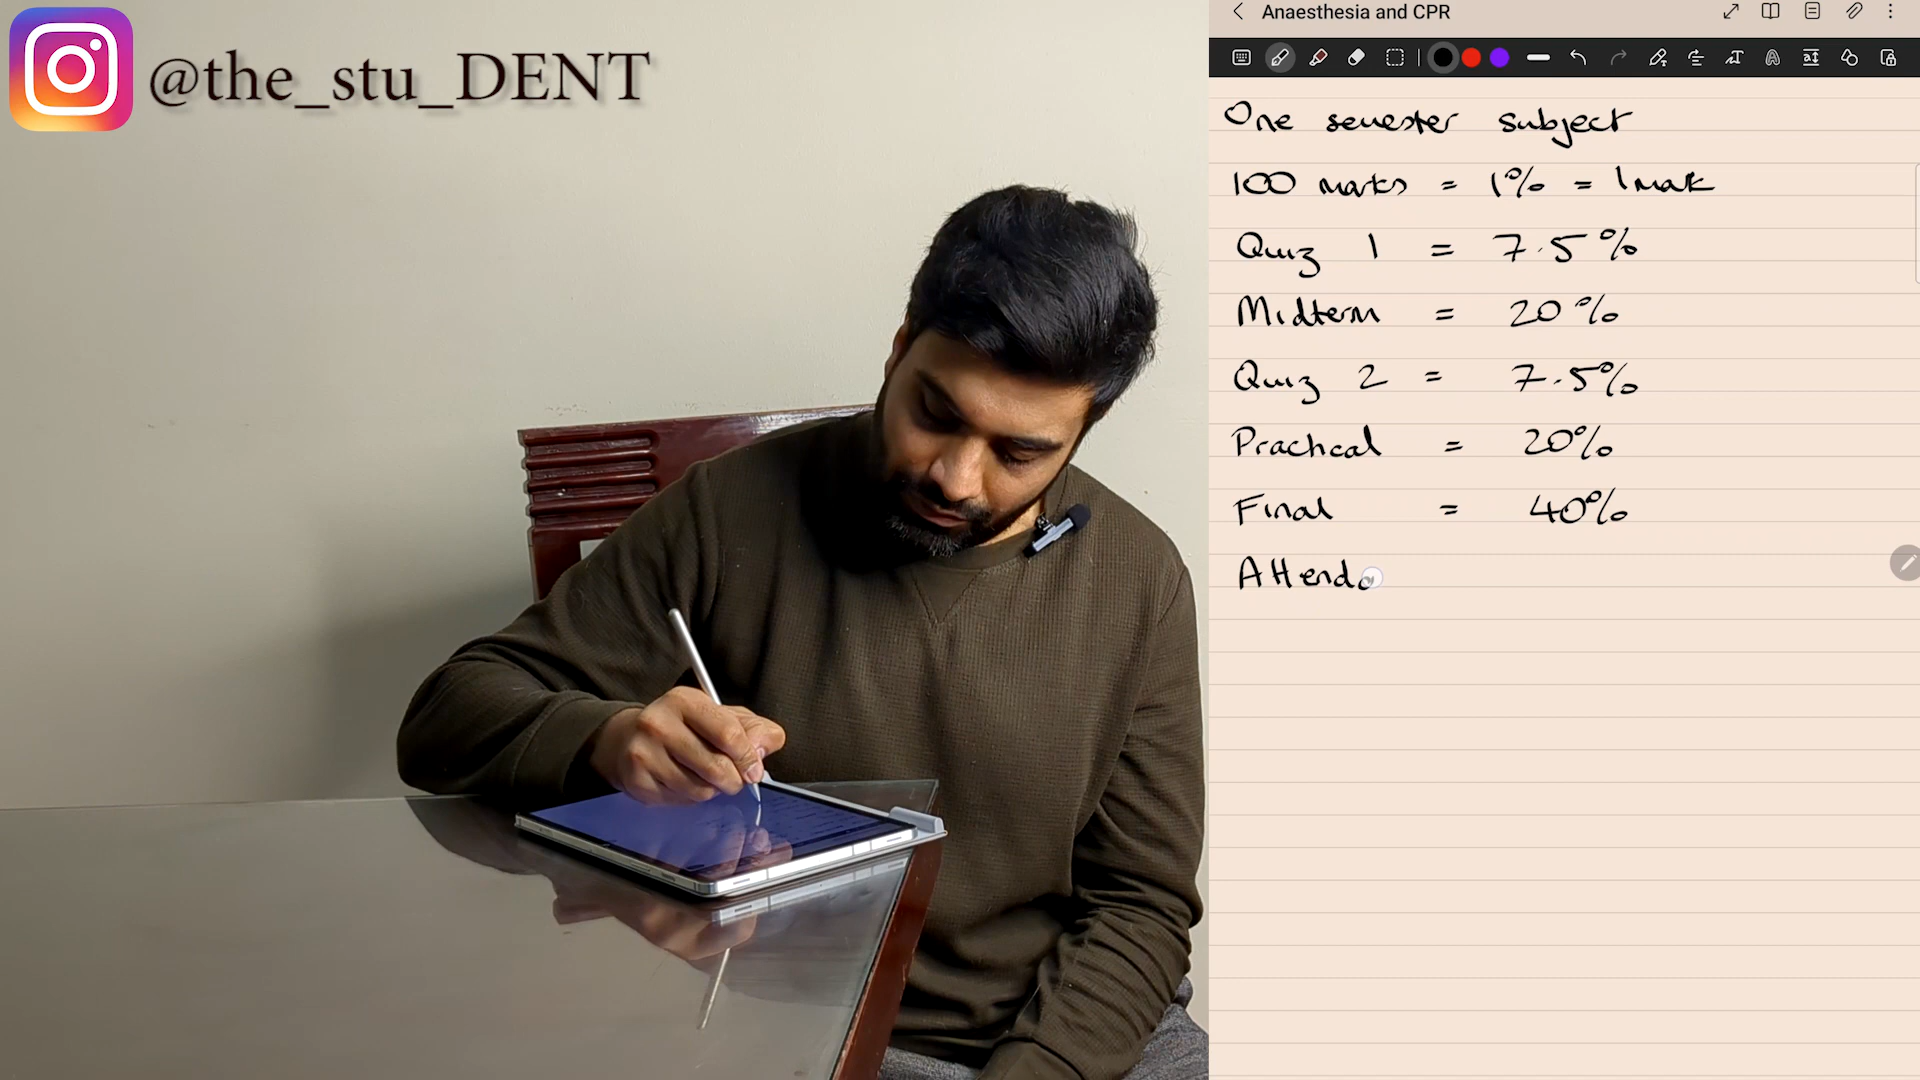 @the_stu_DENT
Anaesthesia and CPR
One semester subject
100 marks = 1% = 1 mark
Quiz 1 = 7.5%
Midterm = 20%
Quiz 2 = 7.5%
Practical = 20%
Final = 40%
Attenda